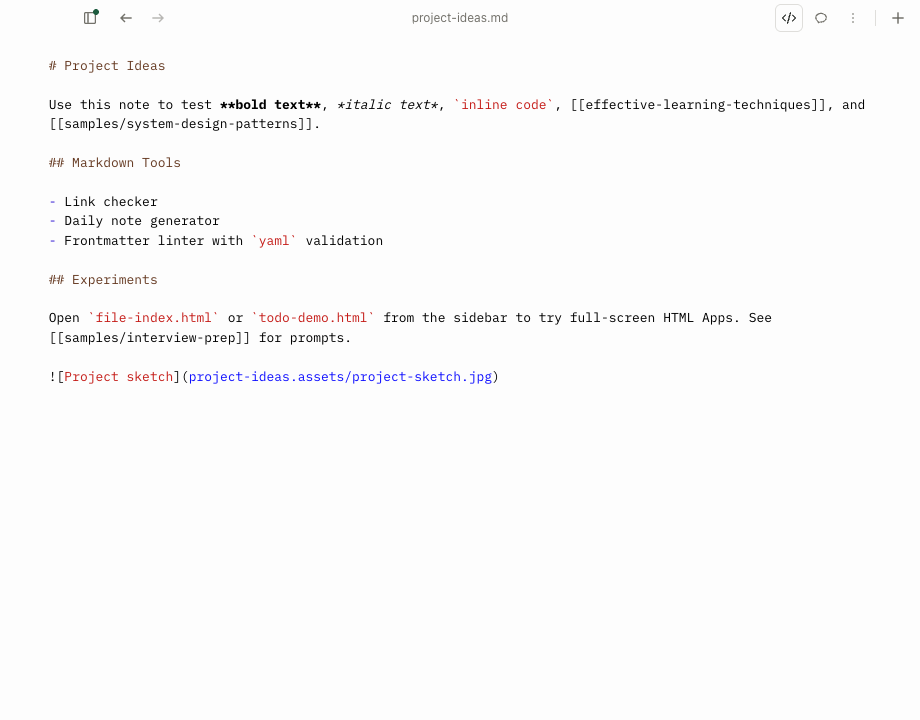 project-ideas.md
# Project Ideas
Use this note to test **bold text**, *italic text*, `inline code`, [[effective-learning-techniques]], and
[[samples/system-design-patterns]].
## Markdown Tools
- Link checker
- Daily note generator
- Frontmatter linter with `yaml` validation
## Experiments
Open `file-index.html` or `todo-demo.html` from the sidebar to try full-screen HTML Apps. See
[[samples/interview-prep]] for prompts.
![Project sketch](project-ideas.assets/project-sketch.jpg)